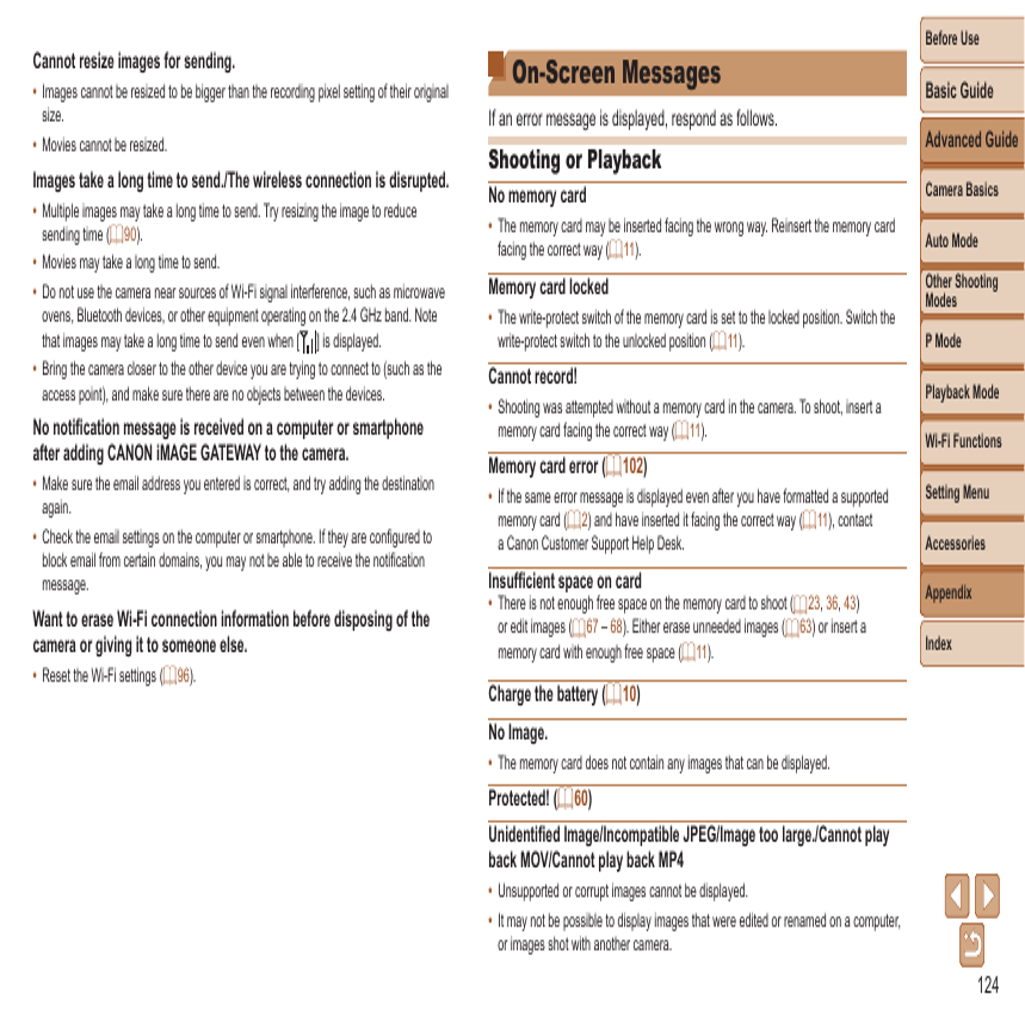 Cannot resize images for sending.
• Images cannot be resized to be bigger than the recording pixel setting of their original
size.
• Movies cannot be resized.
Images take a long time to send./The wireless connection is disrupted.
• Multiple images may take a long time to send. Try resizing the image to reduce
sending time (90).
• Movies may take a long time to send.
• Do not use the camera near sources of Wi-Fi signal interference, such as microwave
ovens, Bluetooth devices, or other equipment operating on the 2.4 GHz band. Note
that images may take a long time to send even when [ ] is displayed.
• Bring the camera closer to the other device you are trying to connect to (such as the
access point), and make sure there are no objects between the devices.
No notification message is received on a computer or smartphone
after adding CANON iMAGE GATEWAY to the camera.
• Make sure the email address you entered is correct, and try adding the destination
again.
• Check the email settings on the computer or smartphone. If they are configured to
block email from certain domains, you may not be able to receive the notification
message.
Want to erase Wi-Fi connection information before disposing of the
camera or giving it to someone else.
• Reset the Wi-Fi settings (96).
On-Screen Messages
If an error message is displayed, respond as follows.
Shooting or Playback
No memory card
• The memory card may be inserted facing the wrong way. Reinsert the memory card
facing the correct way (11).
Memory card locked
• The write-protect switch of the memory card is set to the locked position. Switch the
write-protect switch to the unlocked position (11).
Cannot record!
• Shooting was attempted without a memory card in the camera. To shoot, insert a
memory card facing the correct way (11).
Memory card error (102)
• If the same error message is displayed even after you have formatted a supported
memory card (2) and have inserted it facing the correct way (11), contact
a Canon Customer Support Help Desk.
Insufficient space on card
• There is not enough free space on the memory card to shoot (23, 36, 43)
or edit images (67 – 68). Either erase unneeded images (63) or insert a
memory card with enough free space (11).
Charge the battery (10)
No Image.
• The memory card does not contain any images that can be displayed.
Protected! (60)
Unidentified Image/Incompatible JPEG/Image too large./Cannot play
back MOV/Cannot play back MP4
• Unsupported or corrupt images cannot be displayed.
• It may not be possible to display images that were edited or renamed on a computer,
or images shot with another camera.
Before Use
Basic Guide
Advanced Guide
Camera Basics
Auto Mode
Other Shooting
Modes
P Mode
Playback Mode
Wi-Fi Functions
Setting Menu
Accessories
Appendix
Index
124